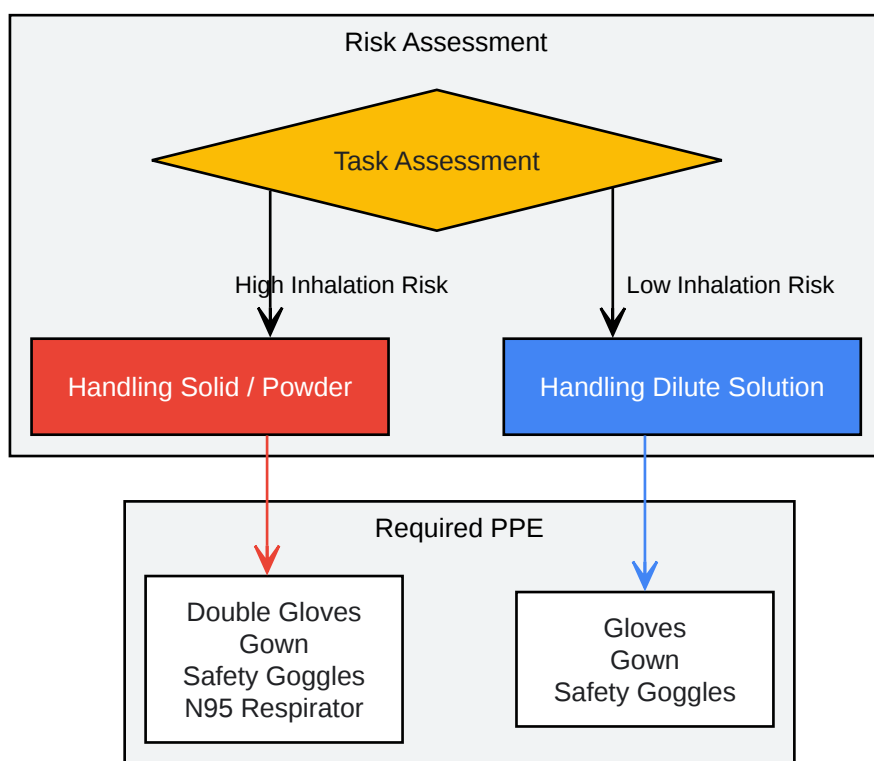 Risk Assessment
Task Assessment
High Inhalation Risk
Low Inhalation Risk
Handling Solid / Powder
Handling Dilute Solution
Required PPE
Double Gloves
Gown
Safety Goggles
N95 Respirator
Gloves
Gown
Safety Goggles